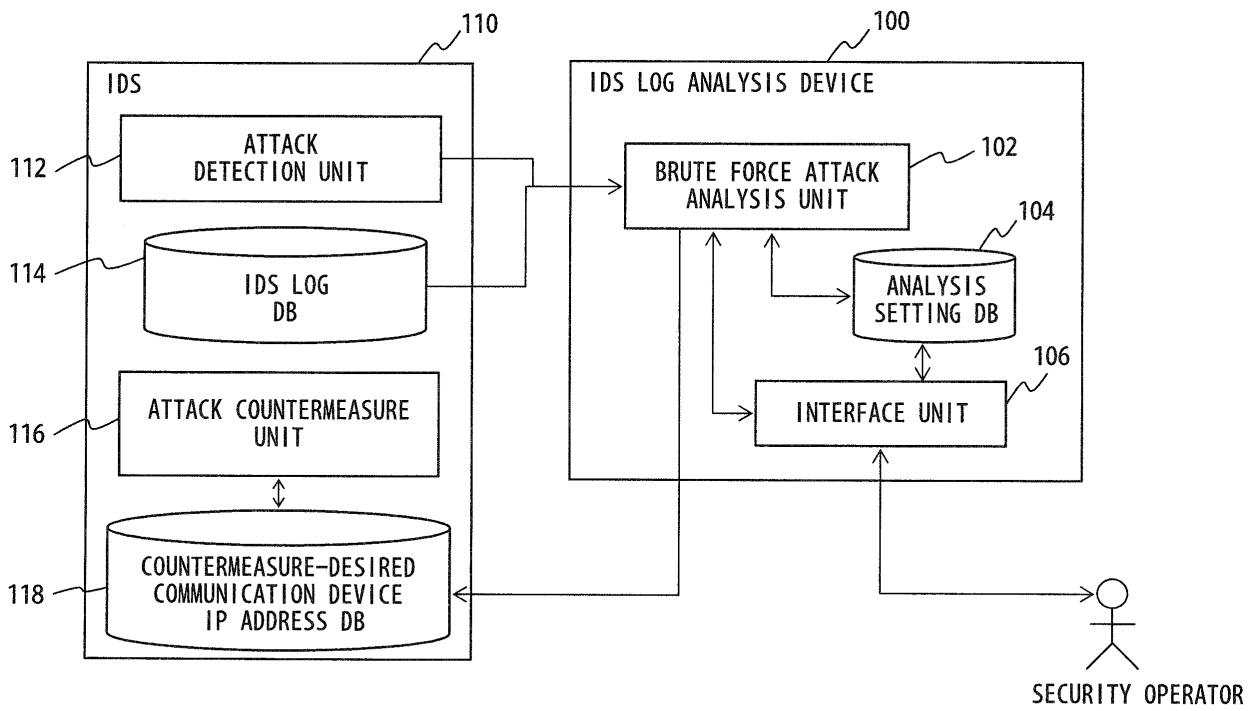 110
100
IDS
IDS LOG ANALYSIS DEVICE
112
ATTACK
DETECTION UNIT
102
BRUTE FORCE ATTACK
ANALYSIS UNIT
104
114
IDS LOG
DB
ANALYSIS
SETTING DB
106
116
ATTACK COUNTERMEASURE
UNIT
INTERFACE UNIT
118
COUNTERMEASURE-DESIRED
COMMUNICATION DEVICE
IP ADDRESS DB
SECURITY OPERATOR